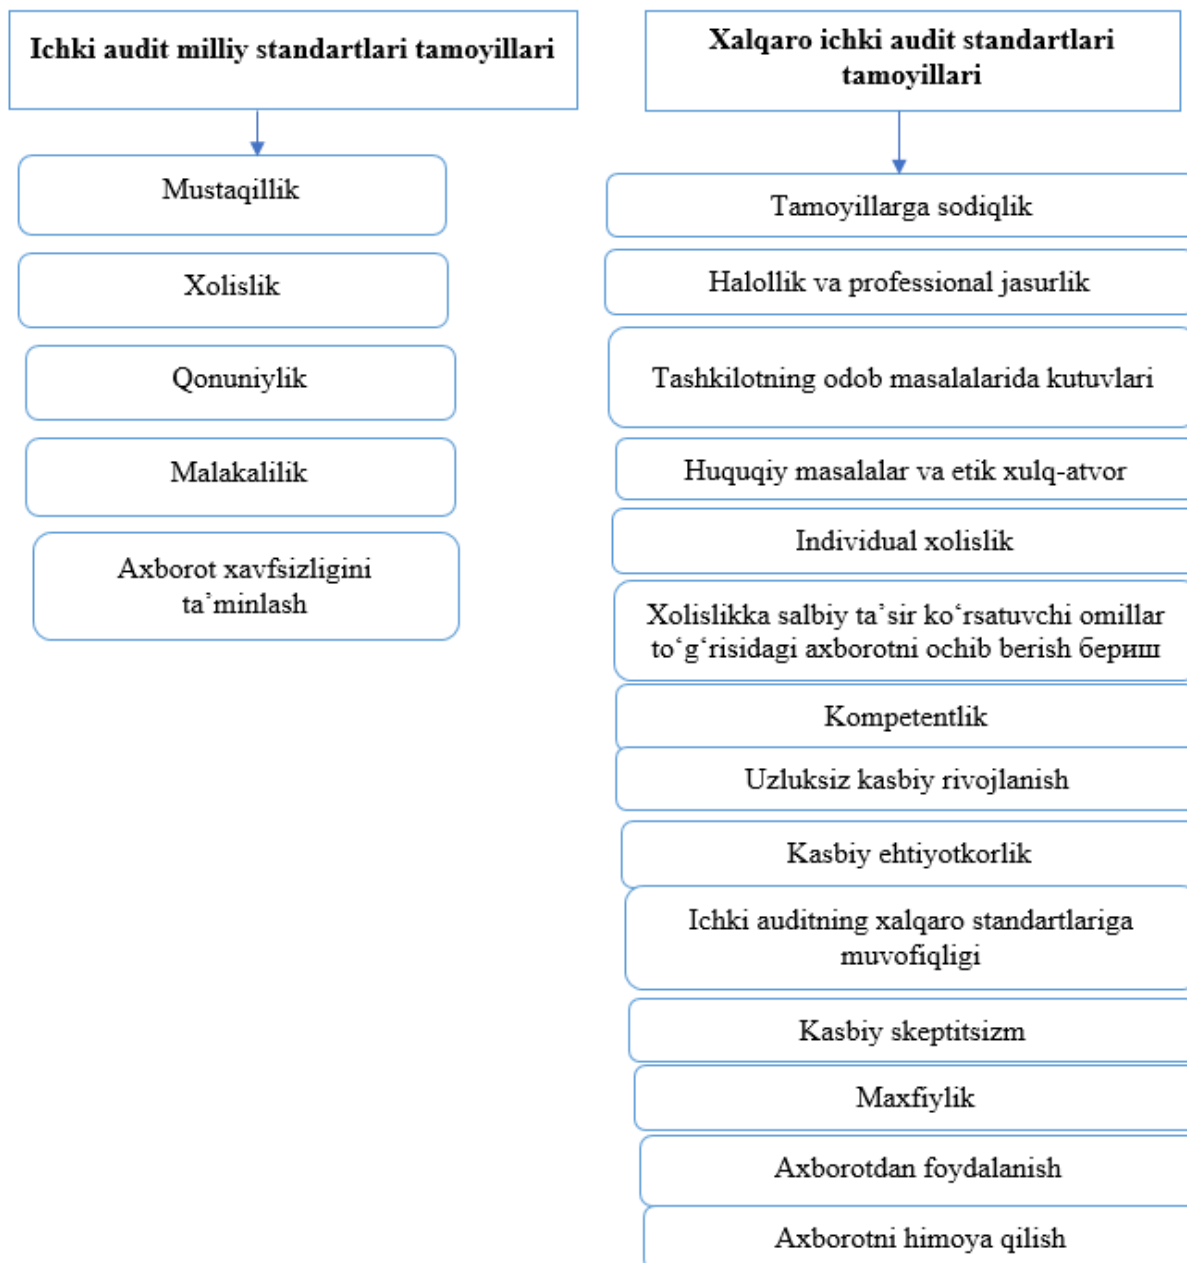 Ichki audit milliy standartlari tamoyillari
Mustaqillik
Xolislik
Qonuniylik
Malakalilik
Axborot xavfsizligini
ta’minlash
Xalqaro ichki audit standartlari
tamoyillari
Tamoyillarga sodiqlik
Halollik va professional jasurlik
Tashkilotning odob masalalarida kutuvlari
Huquqiy masalalar va etik xulq-atvor
Individual xolislik
Xolislikka salbiy ta’sir ko‘rsatuvchi omillar
to‘g‘risidagi axborotni ochib berish бериш
Kompetentlik
Uzluksiz kasbiy rivojlanish
Kasbiy ehtiyotkorlik
Ichki auditning xalqaro standartlariga
muvofiqligi
Kasbiy skeptitsizm
Maxfiylik
Axborotdan foydalanish
Axborotni himoya qilish